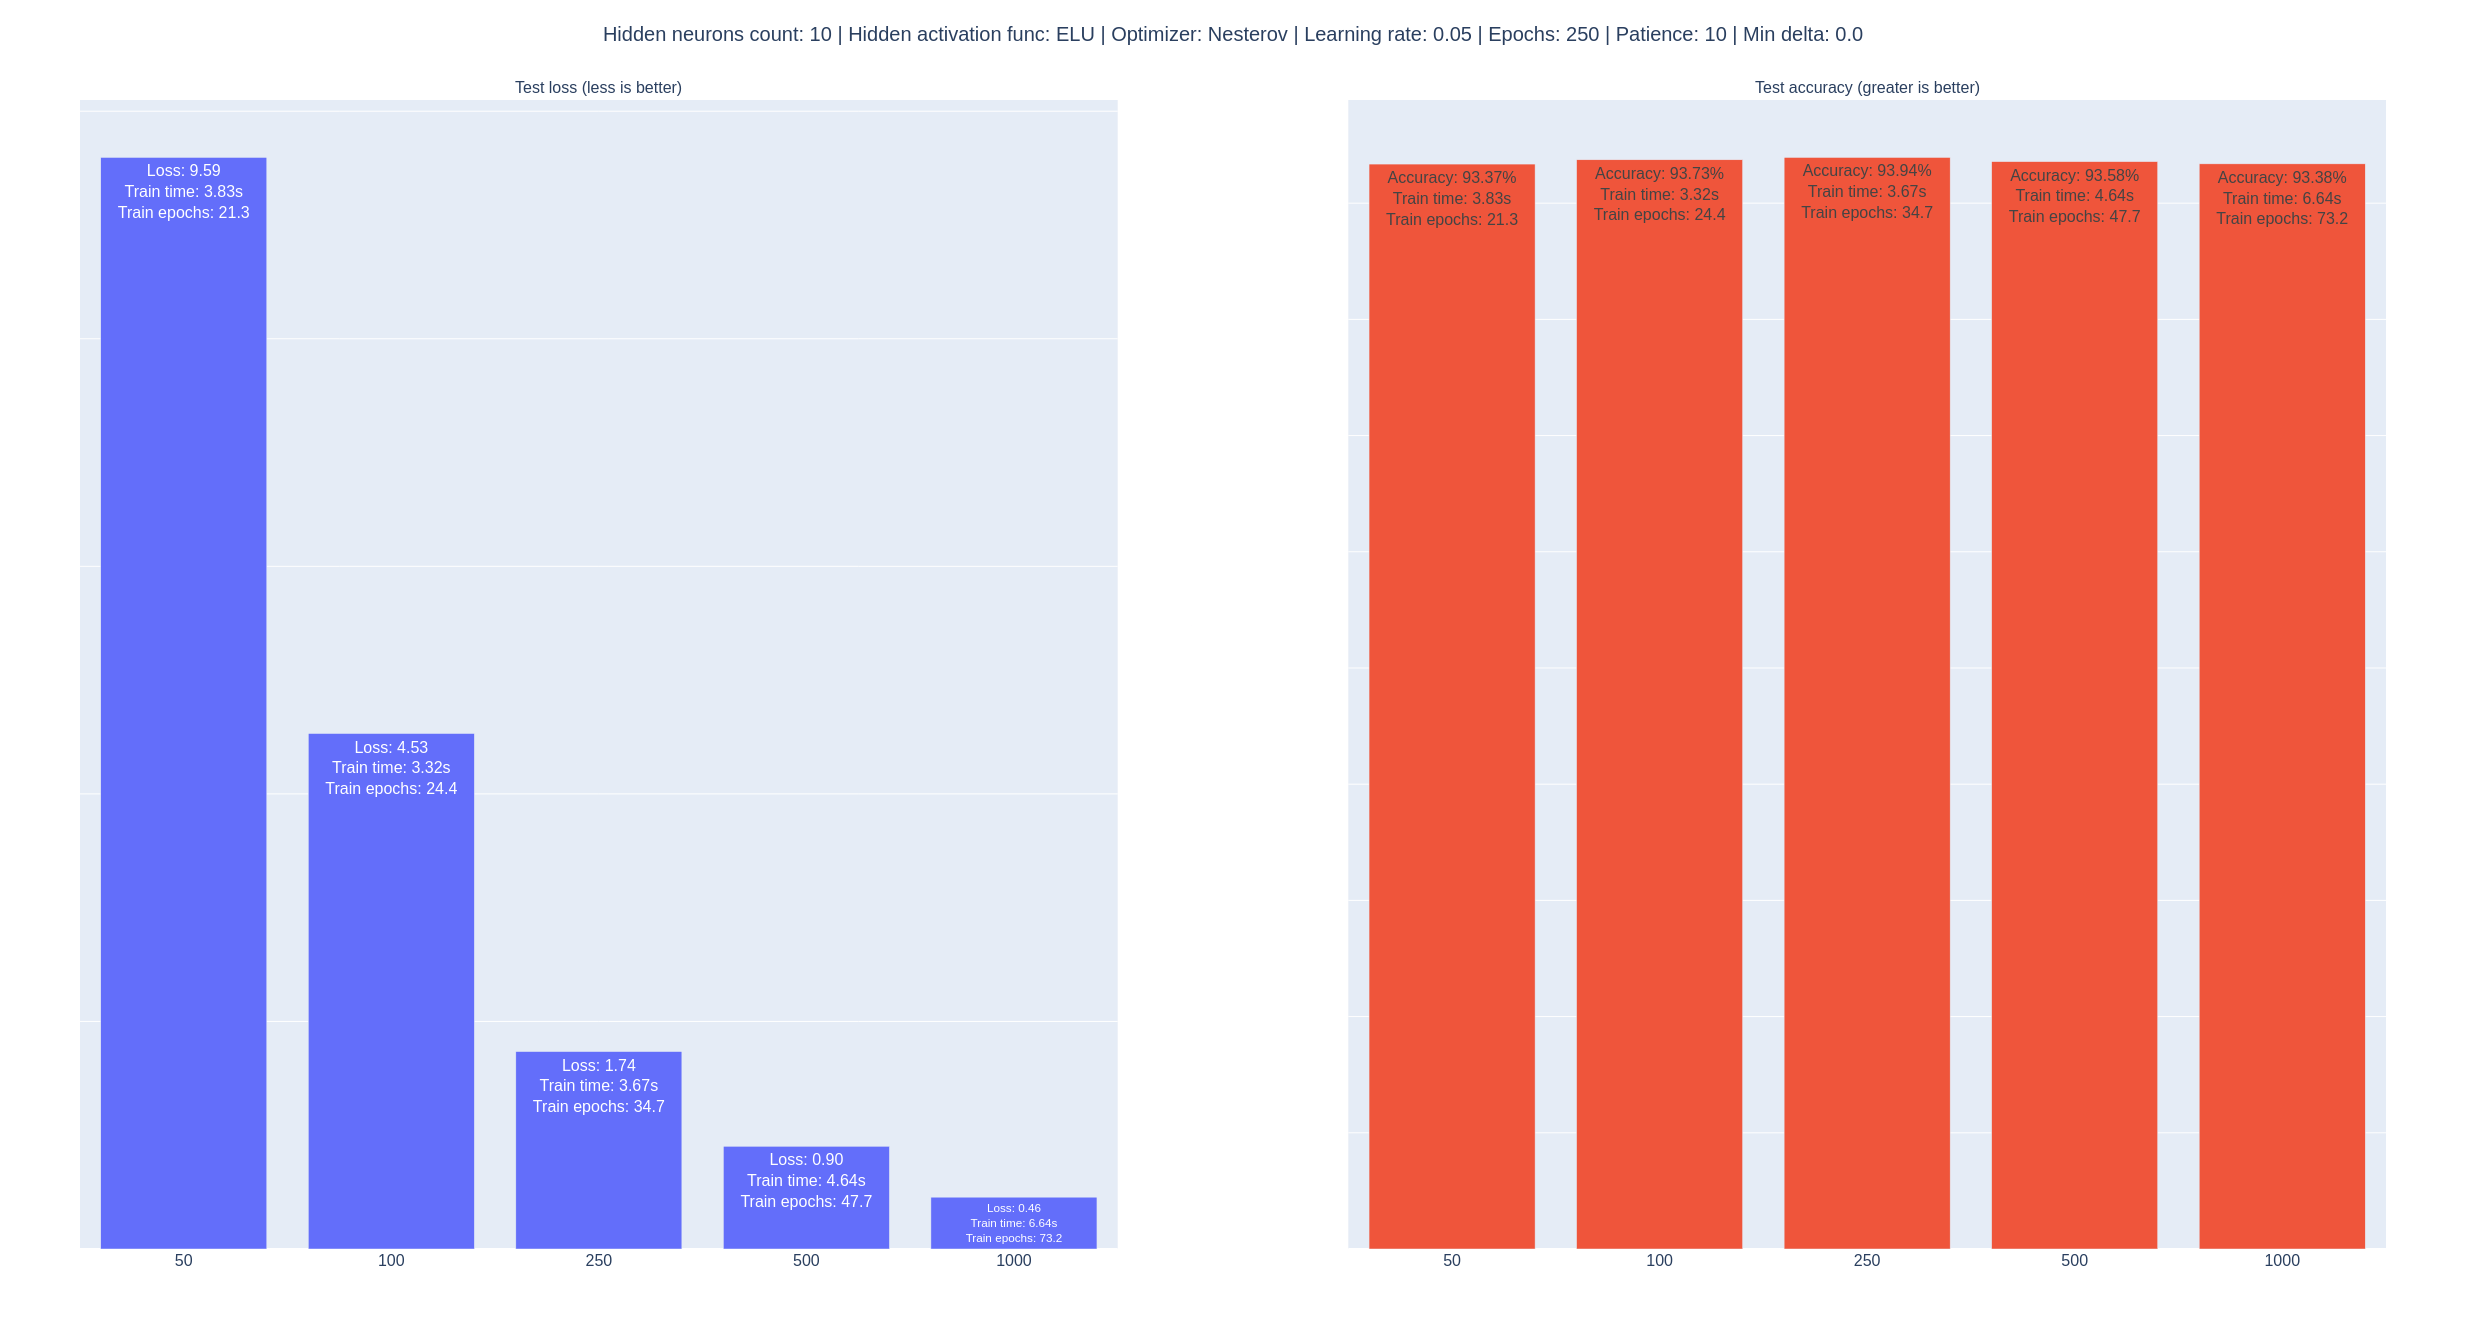 Hidden neurons count: 10 | Hidden activation func: ELU | Optimizer: Nesterov | Learning rate: 0.05 | Epochs: 250 | Patience: 10 | Min delta: 0.0
Test loss (less is better)
Loss: 9.59
Train time: 3.83s
Train epochs: 21.3
Loss: 4.53
Train time: 3.32s
Train epochs: 24.4
Loss: 1.74
Train time: 3.67s
Train epochs: 34.7
Loss: 0.90
Train time: 4.64s
Train epochs: 47.7
Loss: 0.46
Train time: 6.64s
Train epochs: 73.2
50 100 250 500 1000
Test accuracy (greater is better)
Accuracy: 93.37%
Train time: 3.83s
Train epochs: 21.3
Accuracy: 93.73%
Train time: 3.32s
Train epochs: 24.4
Accuracy: 93.94%
Train time: 3.67s
Train epochs: 34.7
Accuracy: 93.58%
Train time: 4.64s
Train epochs: 47.7
Accuracy: 93.38%
Train time: 6.64s
Train epochs: 73.2
50 100 250 500 1000